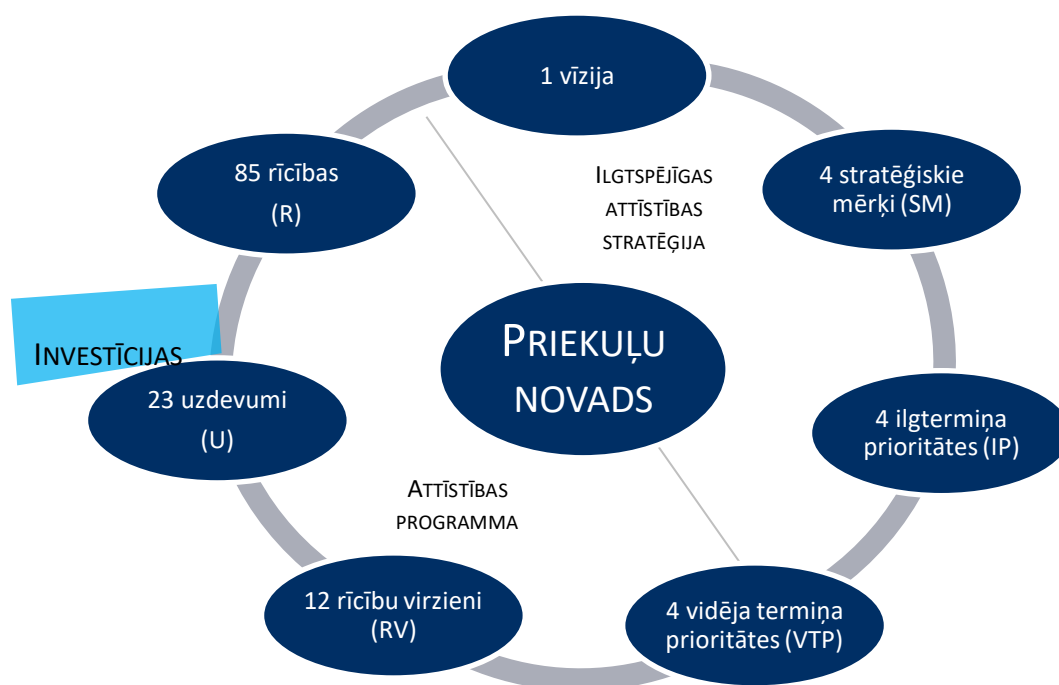 1 vīzija
4 stratēģiskie
mērķi (SM)
4 ilgtermiņa
prioritātes (IP)
4 vidēja termiņa
prioritātes (VTP)
12 rīcību virzieni
(RV)
23 uzdevumi
(U)
INVESTĪCIJAS
85 rīcības
(R)
ILGTSPĒJĪGAS
ATTĪSTĪBAS
STRATĒĢIJA
PRIEKUĻU
NOVADS
ATTĪSTĪBAS
PROGRAMMA